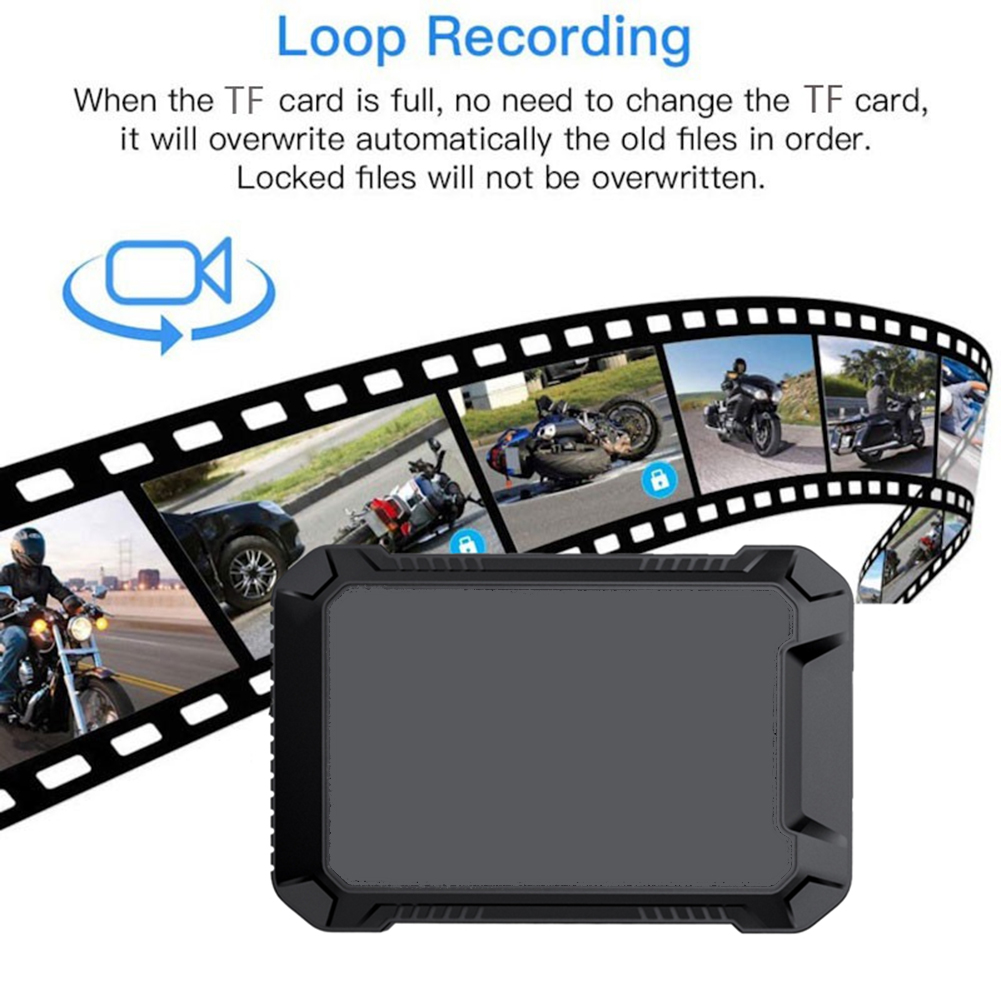 Loop Recording
When the TF card is full, no need to change the TF card,
it will overwrite automatically the old files in order.
Locked files will not be overwritten.